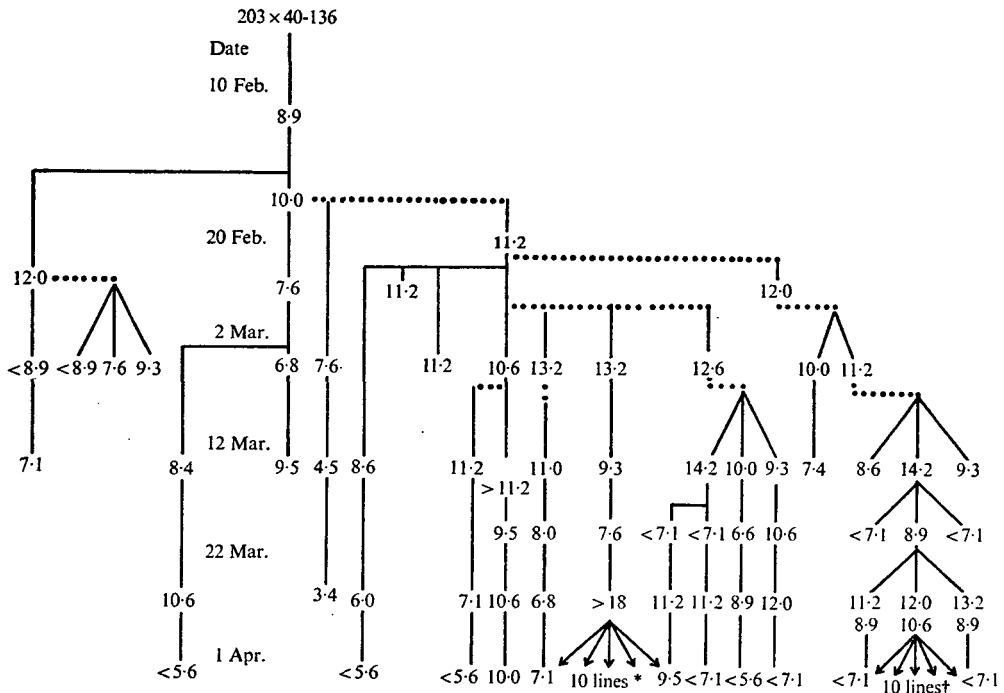 203 × 40-136
Date
10 Feb.
8·9
10·0
20 Feb.
11·2
12·0 7·6 11·2 12·0
2 Mar.
<8·9 <8·9 7·6 9·3 6·8 7·6 11·2 10·6 13·2 13·2 12·6 10·0 11·2
12 Mar.
7·1 8·4 9·5 4·5 8·6 11·2 11·0 9·3 14·2 10·0 9·3 7·4 8·6 14·2 9·3
>11·2
9·5 8·0 7·6 <7·1 <7·1 6·6 10·6 <7·1 8·9 <7·1
22 Mar.
10·6 3·4 6·0 7·1 10·6 6·8 >18 11·2 11·2 8·9 12·0 11·2 12·0 13·2
8·9 10·6 8·9
1 Apr.
<5·6 <5·6 <5·6 10·0 7·1 10 lines * 9·5 <7·1 <5·6 <7·1 <7·1 10 lines† <7·1